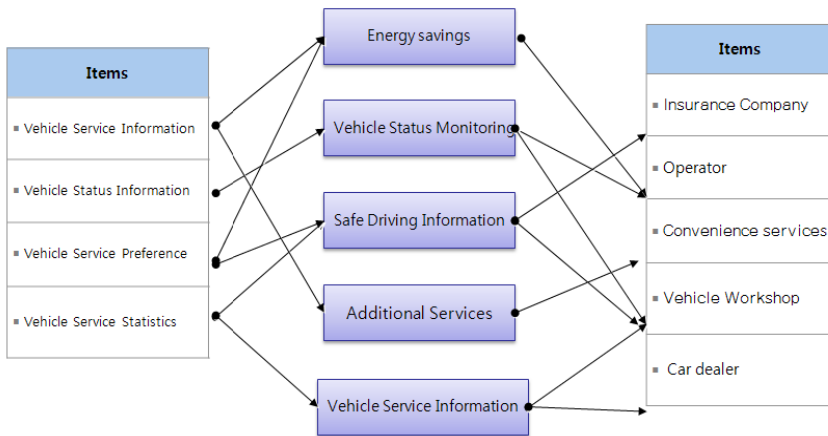 Items
▪ Vehicle Service Information
▪ Vehicle Status Information
▪ Vehicle Service Preference
▪ Vehicle Service Statistics
Energy savings
Vehicle Status Monitoring
Safe Driving Information
Additional Services
Vehicle Service Information
Items
▪ Insurance Company
▪ Operator
▪ Convenience services
▪ Vehicle Workshop
▪ Car dealer